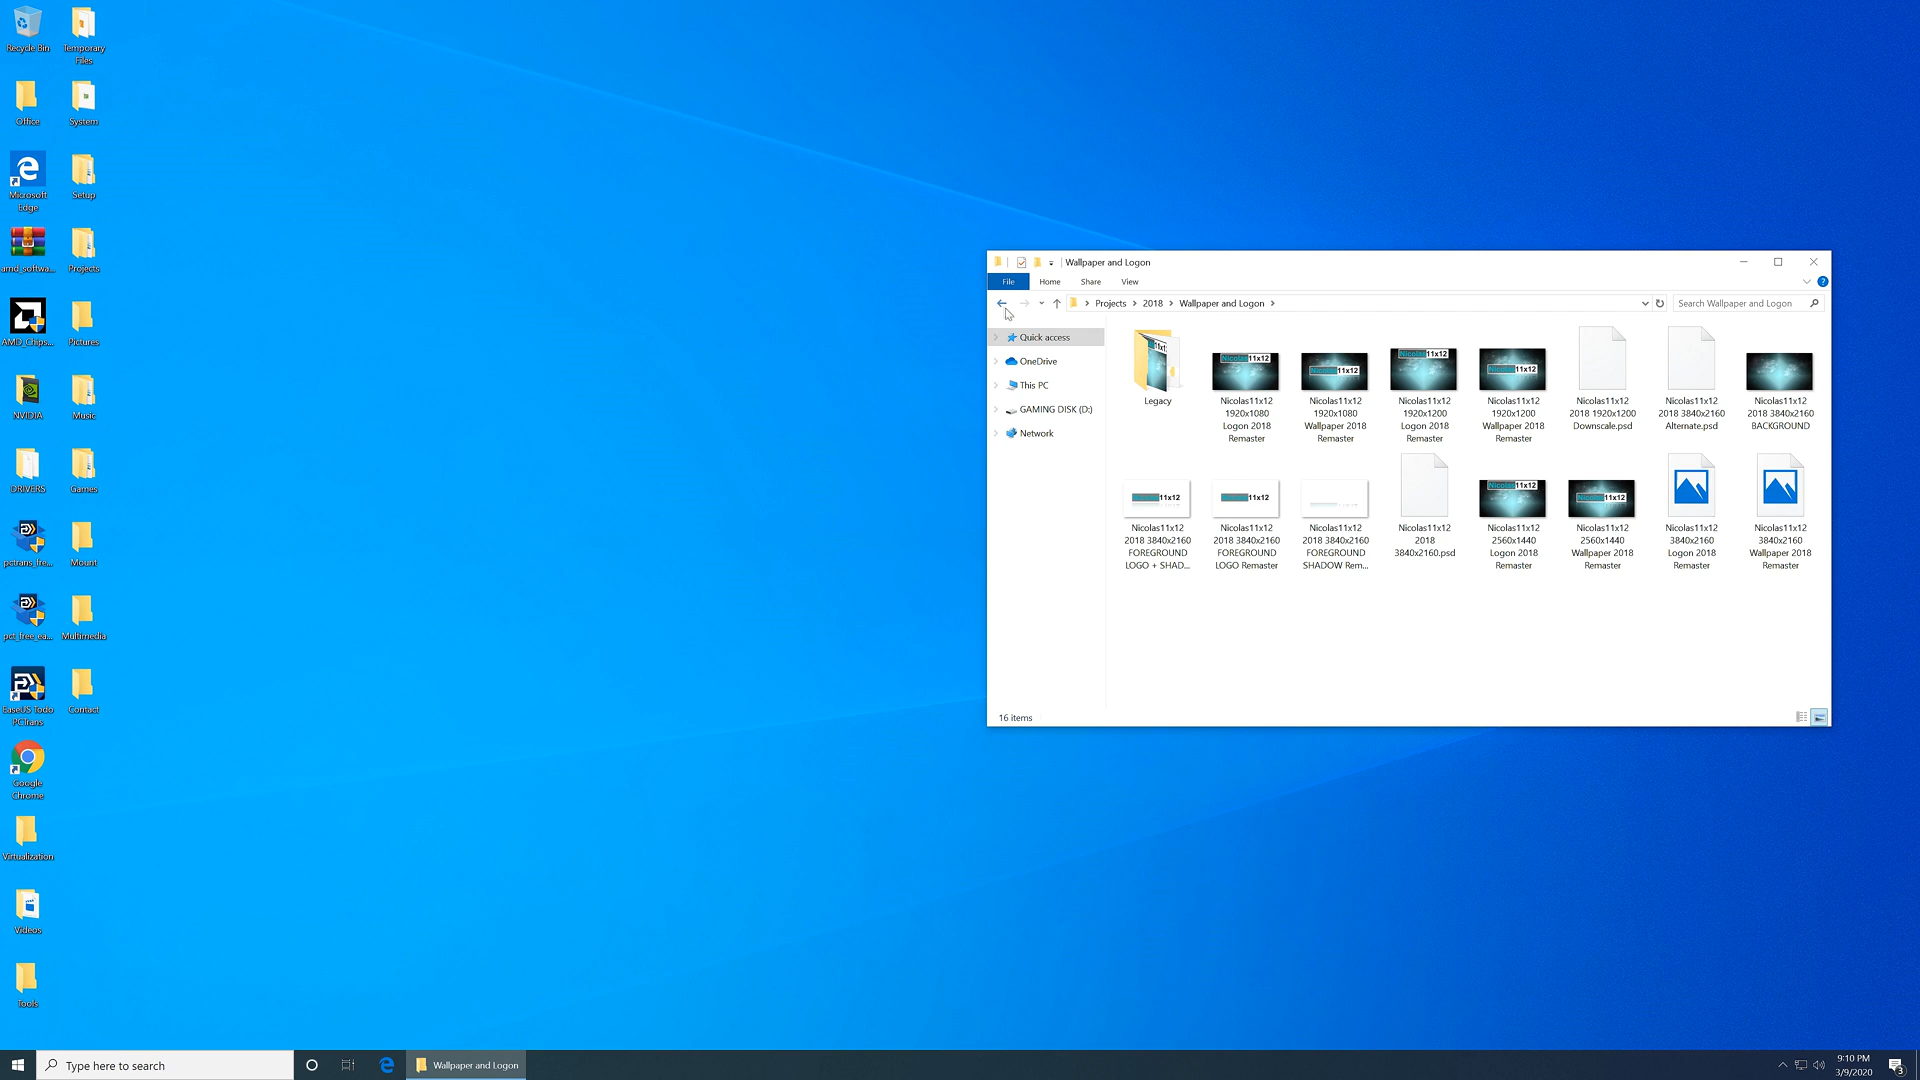 Recycle Bin
Temporary
Files
Office
System
Microsoft
Edge
Setup
amd_softwa...
Projects
AMD_Chips...
Pictures
NVIDIA
Music
DRIVERS
Games
pctrans_fre...
Mount
pct_free_ea...
Multimedia
EaseUS Todo
PCTrans
Contact
Google
Chrome
Virtualization
Videos
Tools
Wallpaper and Logon
File Home Share View
Projects 2018 Wallpaper and Logon
Search Wallpaper and Logon
Quick access
OneDrive
This PC
GAMING DISK (D:)
Network
Legacy
Nicolas11x12
1920x1080
Logon 2018
Remaster
Nicolas11x12
1920x1080
Wallpaper 2018
Remaster
Nicolas11x12
1920x1200
Logon 2018
Remaster
Nicolas11x12
1920x1200
Wallpaper 2018
Remaster
Nicolas11x12
2018 1920x1200
Downscale.psd
Nicolas11x12
2018 3840x2160
Alternate.psd
Nicolas11x12
2018 3840x2160
BACKGROUND
Nicolas11x12
2018 3840x2160
FOREGROUND
LOGO + SHAD...
Nicolas11x12
2018 3840x2160
FOREGROUND
LOGO Remaster
Nicolas11x12
2018 3840x2160
FOREGROUND
SHADOW Rem...
Nicolas11x12
2018
3840x2160.psd
Nicolas11x12
2560x1440
Logon 2018
Remaster
Nicolas11x12
2560x1440
Wallpaper 2018
Remaster
Nicolas11x12
3840x2160
Logon 2018
Remaster
Nicolas11x12
3840x2160
Wallpaper 2018
Remaster
16 items
Type here to search
Wallpaper and Logon
9:10 PM
3/9/2020
3